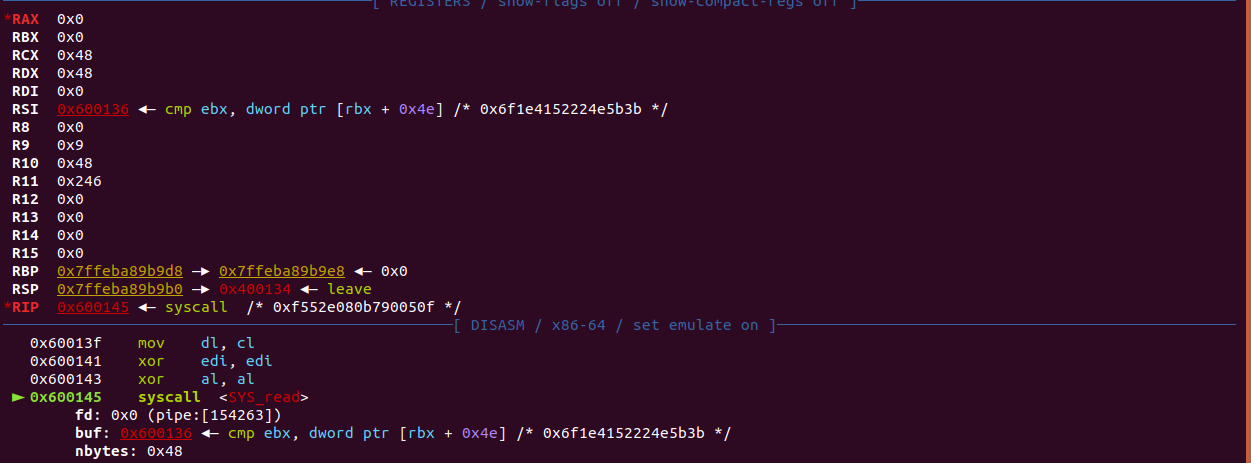 [ REGISTERS / show-flags off / show-compact-regs off ]
*RAX  0x0
RBX  0x0
RCX  0x48
RDX  0x48
RDI  0x0
RSI  0x600136 ◂— cmp ebx, dword ptr [rbx + 0x4e] /* 0x6f1e4152224e5b3b */
R8   0x0
R9   0x9
R10  0x48
R11  0x246
R12  0x0
R13  0x0
R14  0x0
R15  0x0
RBP  0x7ffeba89b9d8 —▸ 0x7ffeba89b9e8 ◂— 0x0
RSP  0x7ffeba89b9b0 —▸ 0x400134 ◂— leave
*RIP  0x600145 ◂— syscall  /* 0xf552e080b790050f */
[ DISASM / x86-64 / set emulate on ]
0x60013f    mov    dl, cl
0x600141    xor    edi, edi
0x600143    xor    al, al
► 0x600145    syscall  <SYS_read>
fd: 0x0 (pipe:[154263])
buf: 0x600136 ◂— cmp ebx, dword ptr [rbx + 0x4e] /* 0x6f1e4152224e5b3b */
nbytes: 0x48